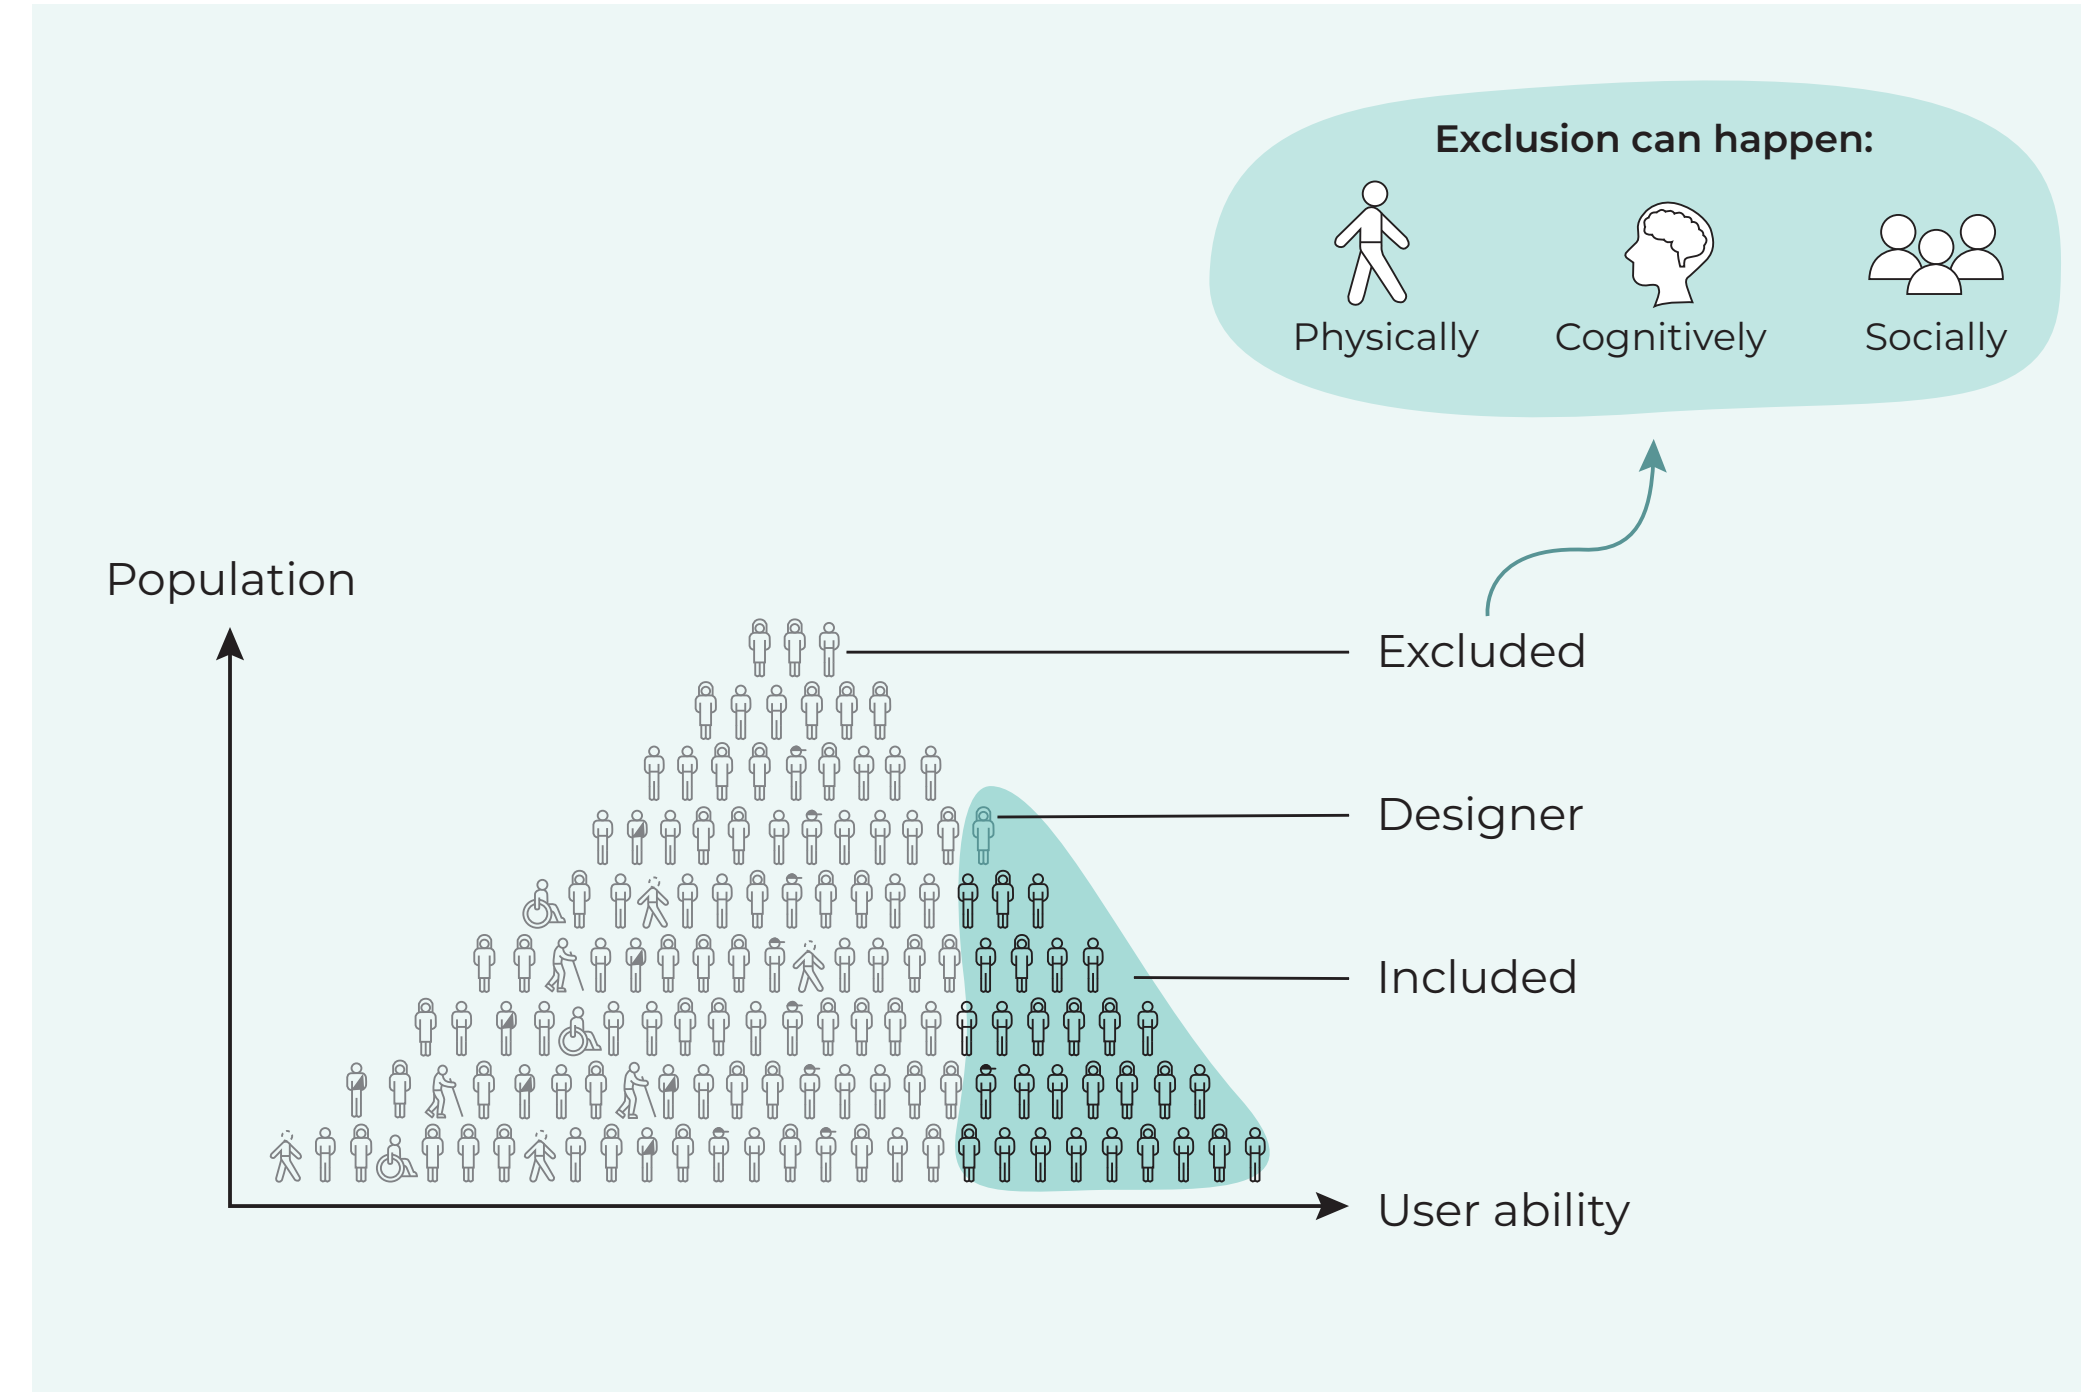 Exclusion can happen:
Physically
Cognitively
Socially
Population
Excluded
Designer
Included
User ability